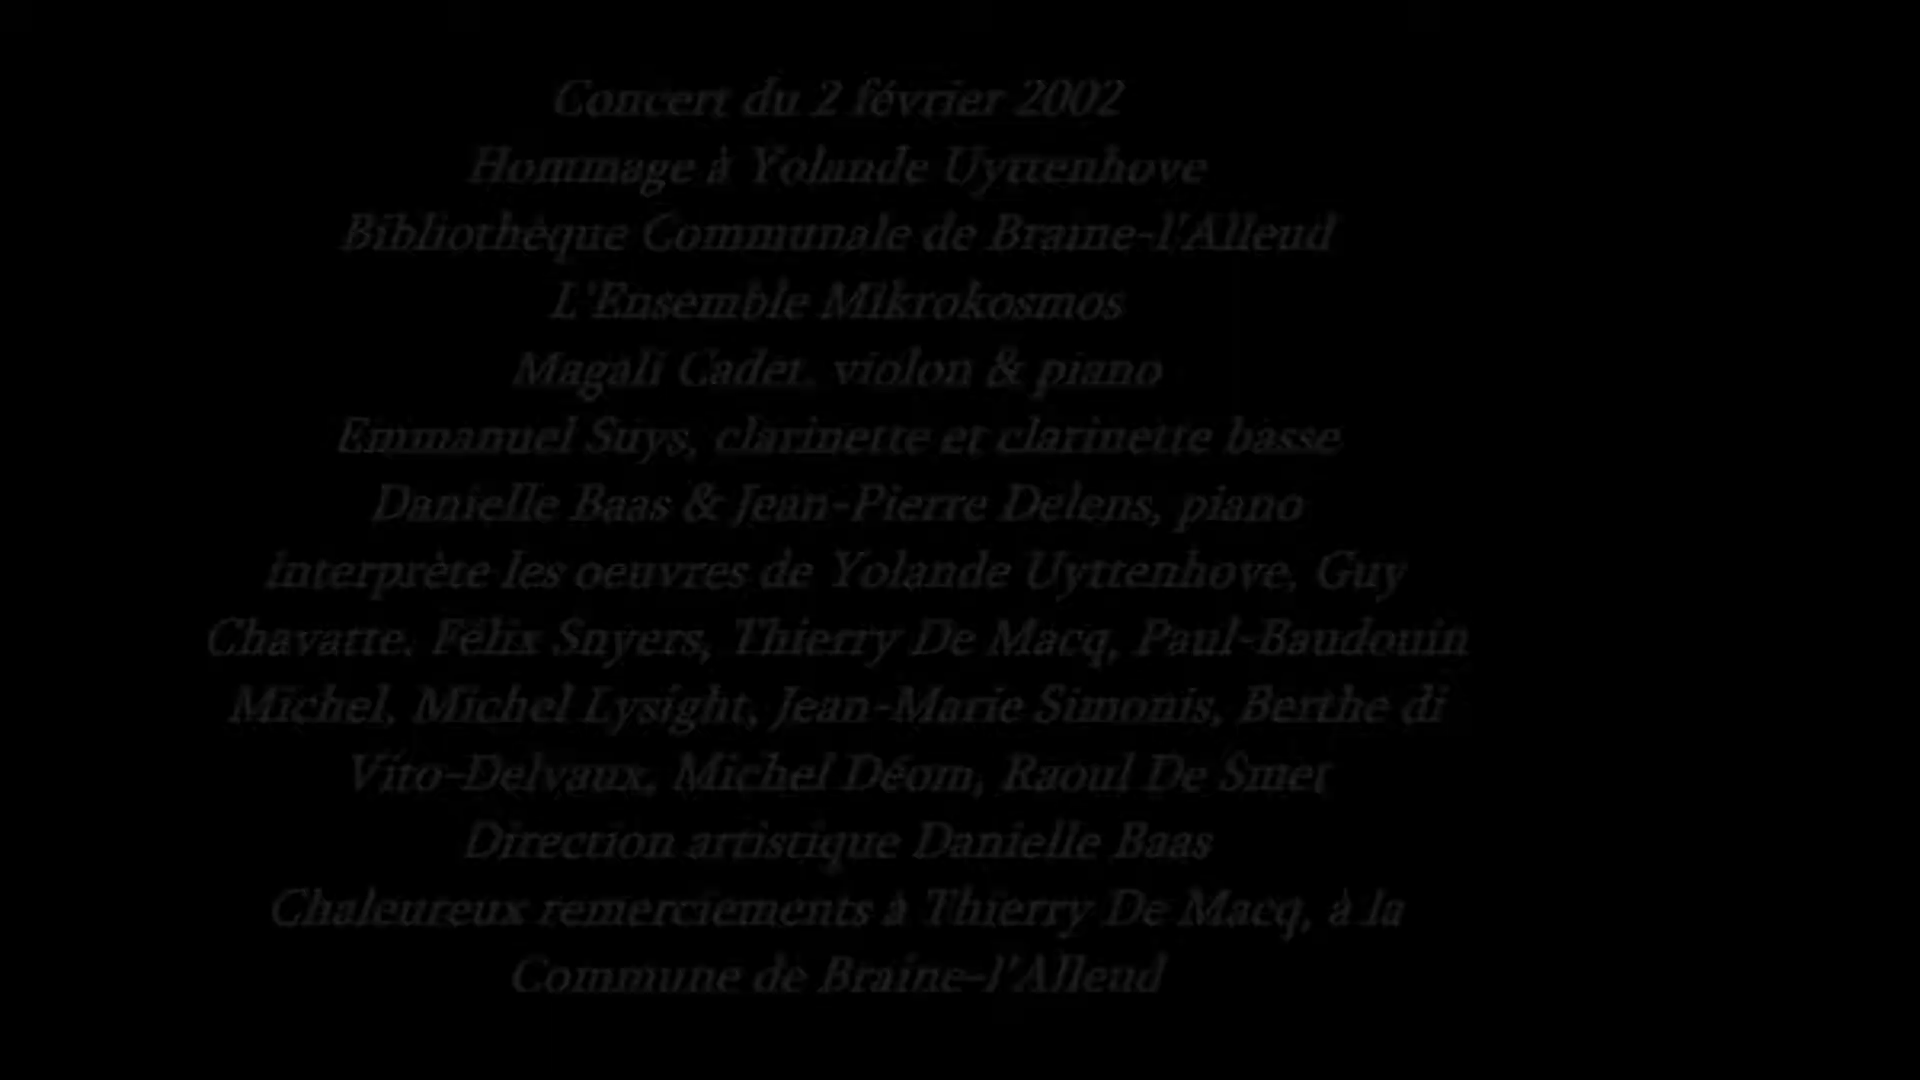 Concert du 2 février 2002
Hommage à Yolande Uyttenhove
Bibliothèque Communale de Braine-l'Alleud
L'Ensemble Mikrokosmos
Magali Cadet, violon & piano
Emmanuel Suys, clarinette et clarinette basse
Danielle Baas & Jean-Pierre Delens, piano
interprète les oeuvres de Yolande Uyttenhove, Guy
Chavatte, Félix Snyers, Thierry De Macq, Paul-Baudouin
Michel, Michel Lysight, Jean-Marie Simonis, Berthe di
Vito-Delvaux, Michel Déom, Raoul De Smet
Direction artistique Danielle Baas
Chaleureux remerciements à Thierry De Macq, à la
Commune de Braine-l'Alleud